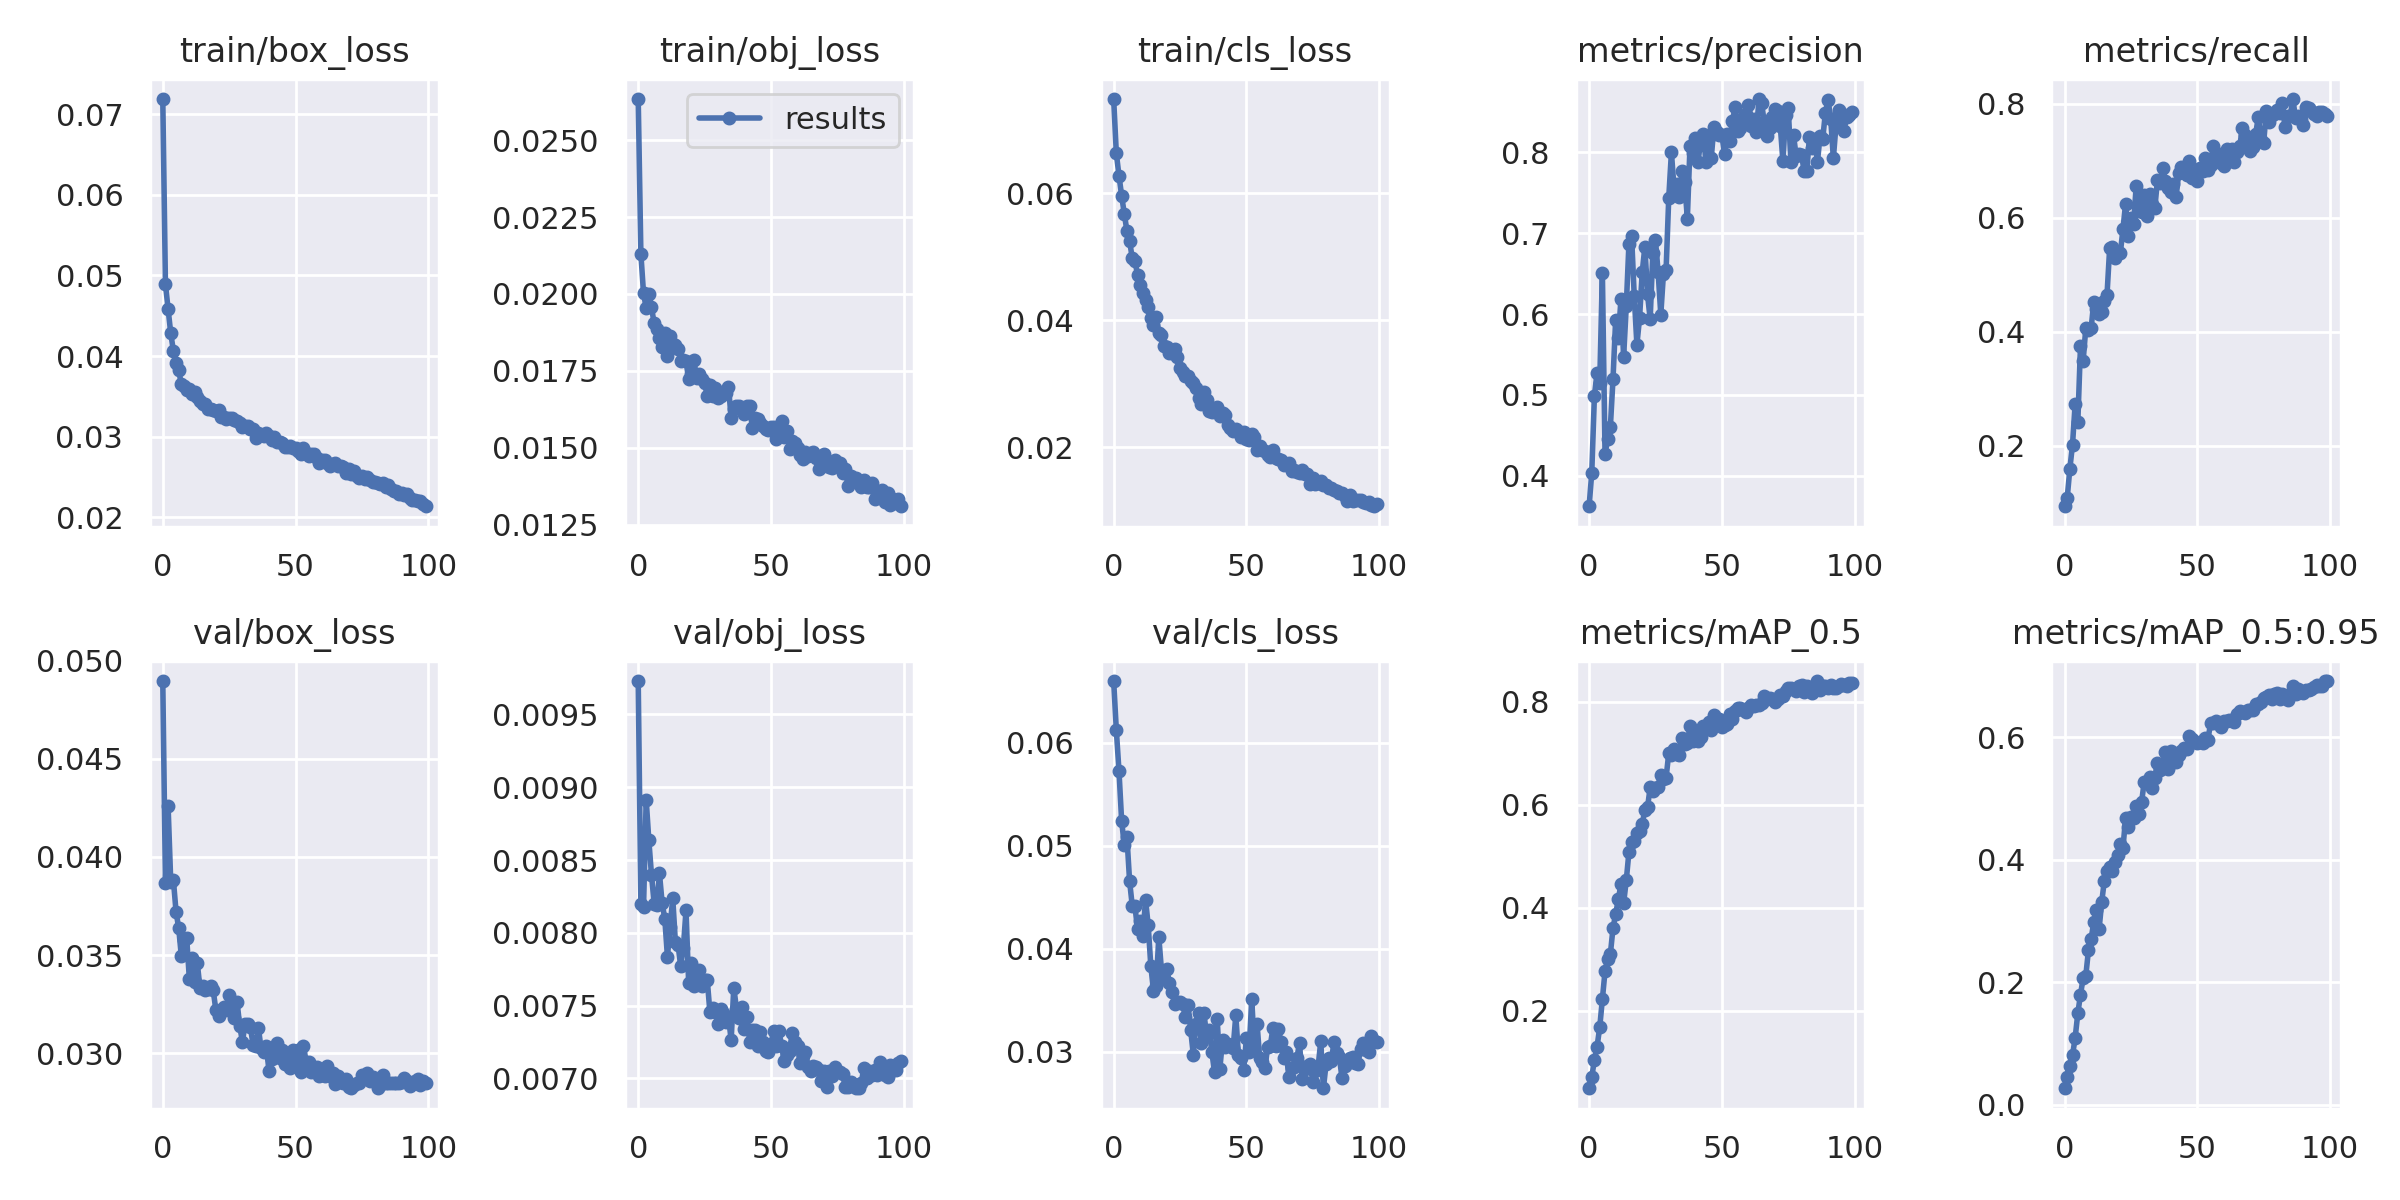 train/box_loss
train/obj_loss
train/cls_loss
metrics/precision
metrics/recall
results
0.07
0.06
0.05
0.04
0.03
0.02
0 50 100
0.0250
0.0225
0.0200
0.0175
0.0150
0.0125
0 50 100
0.06
0.04
0.02
0 50 100
0.8
0.7
0.6
0.5
0.4
0 50 100
0.8
0.6
0.4
0.2
0 50 100
val/box_loss
val/obj_loss
val/cls_loss
metrics/mAP_0.5
metrics/mAP_0.5:0.95
0.050
0.045
0.040
0.035
0.030
0 50 100
0.0095
0.0090
0.0085
0.0080
0.0075
0.0070
0 50 100
0.06
0.05
0.04
0.03
0 50 100
0.8
0.6
0.4
0.2
0 50 100
0.6
0.4
0.2
0.0
0 50 100